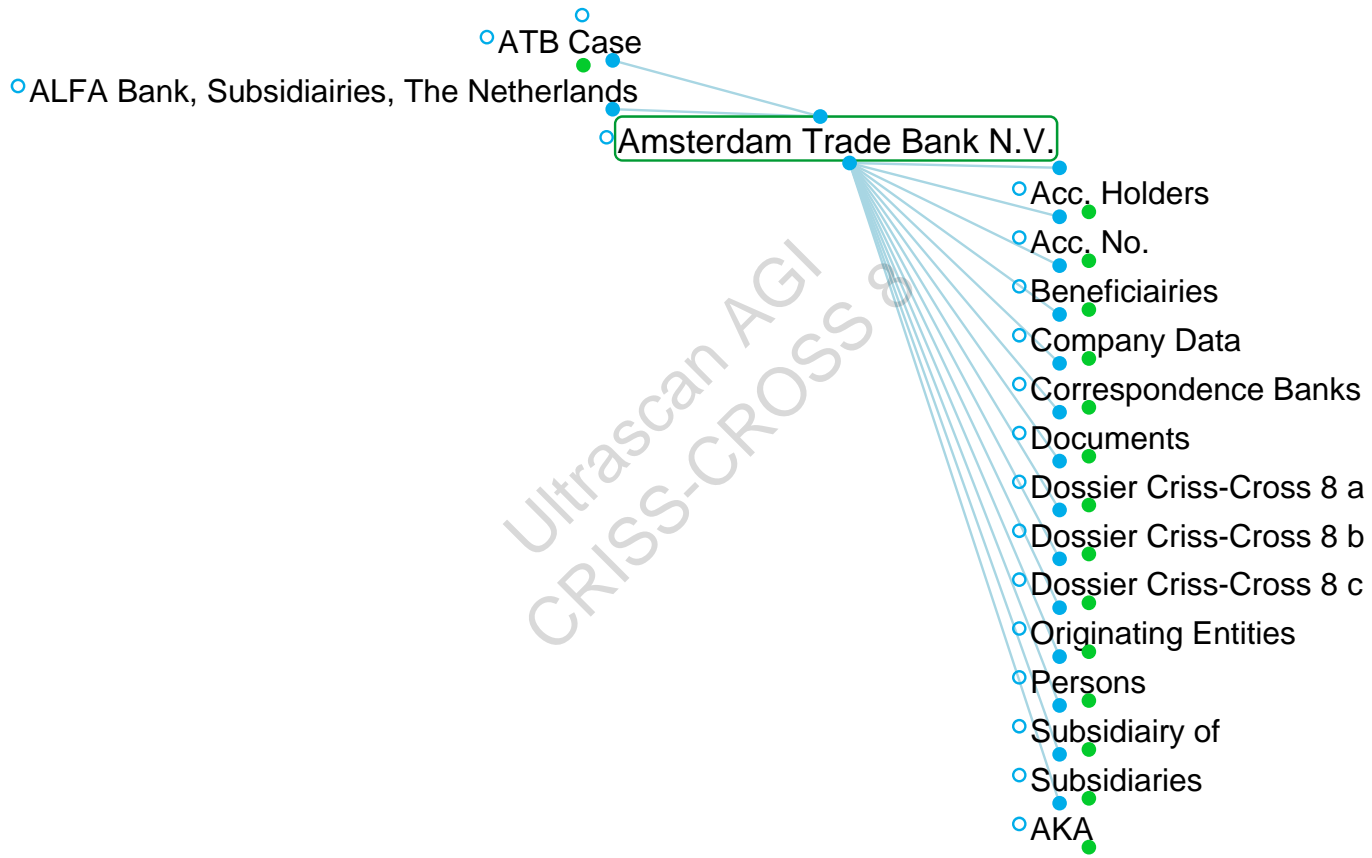 ATB Case
ALFA Bank, Subsidiairies, The Netherlands
Amsterdam Trade Bank N.V.
Acc. Holders
Acc. No.
Beneficiairies
Company Data
Correspondence Banks
Documents
Dossier Criss-Cross 8 a
Dossier Criss-Cross 8 b
Dossier Criss-Cross 8 c
Originating Entities
Persons
Subsidiairy of
Subsidiaries
AKA
Ultrascan AGI
CRISS-CROSS 8